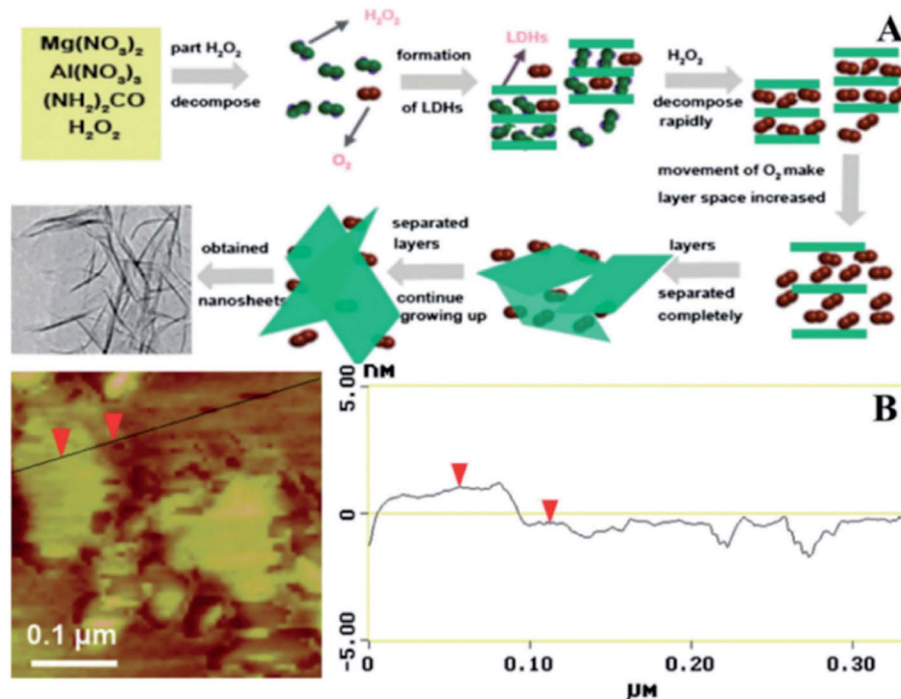 A
Mg(NO₃)₂
Al(NO₃)₃
(NH₂)₂CO
H₂O₂
part H₂O₂
decompose
H₂O₂
O₂
formation
of LDHs
LDHs
H₂O₂
decompose
rapidly
movement of O₂ make
layer space increased
layers
separated
completely
separated
layers
continue
growing up
obtained
nanosheets
0.1 μm
B
nM
5.00
0
-5.00
0
0.10
0.20
0.30
μM